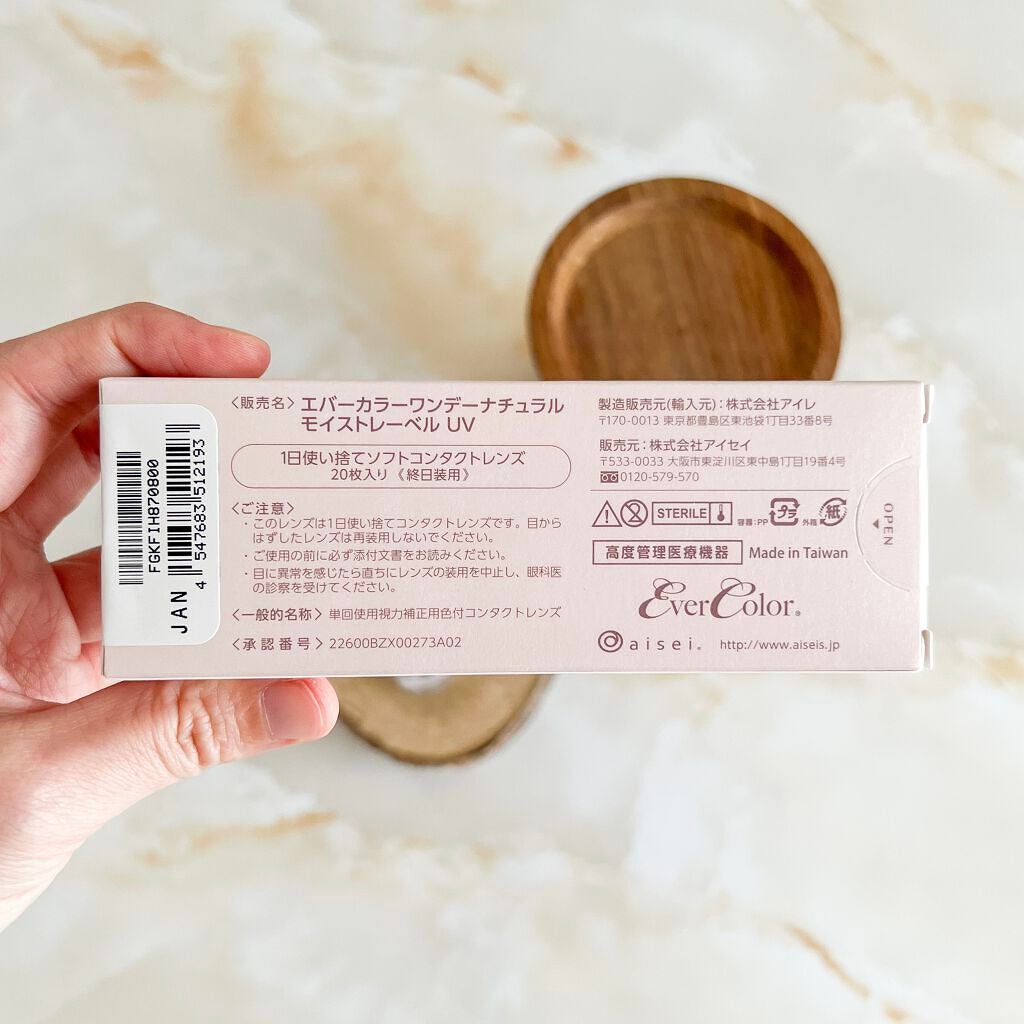 FGKFIH870800
JAN
4 547683 512193
〈販売名〉エバーカラーワンデーナチュラル
モイストレーベル UV
1日使い捨てソフトコンタクトレンズ
20枚入り《終日装用》
〈ご注意〉
・このレンズは1日使い捨てコンタクトレンズです。目から
はずしたレンズは再装用しないでください。
・ご使用の前に必ず添付文書をお読みください。
・目に異常を感じたら直ちにレンズの装用を中止し、眼科医
の診察を受けてください。
〈一般的名称〉単回使用視力補正用色付コンタクトレンズ
〈承認番号〉22600BZX00273A02
製造販売元(輸入元):株式会社アイレ
〒170-0013 東京都豊島区東池袋1丁目33番8号
販売元:株式会社アイセイ
〒533-0033 大阪市東淀川区東中島1丁目19番4号
0120-579-570
2 STERILE 容器:PP プラ 外箱 紙
高度管理医療機器 Made in Taiwan
EverColor®
aisei® http://www.aiseis.jp
OPEN